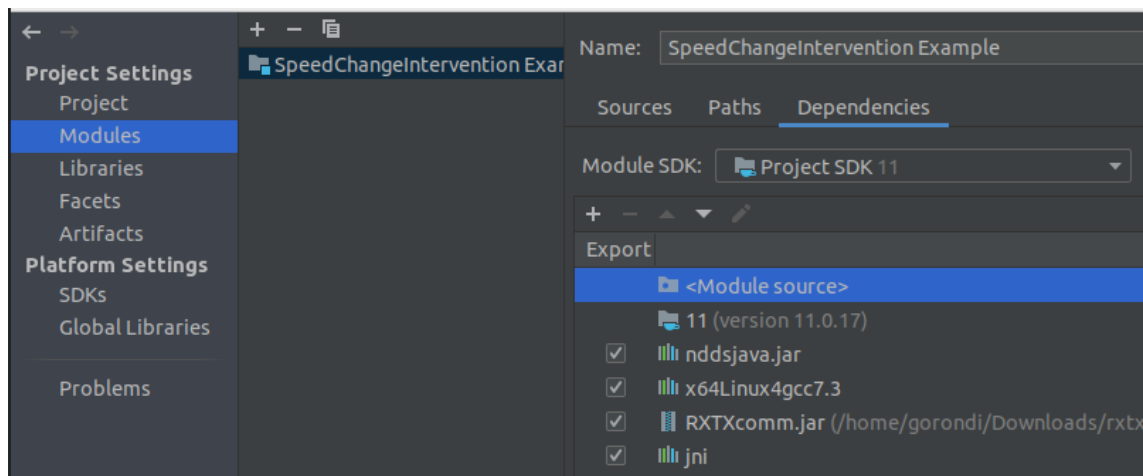 Project Settings
Project
Modules
Libraries
Facets
Artifacts
Platform Settings
SDKs
Global Libraries
Problems
SpeedChangeIntervention Exar
Name: SpeedChangeIntervention Example
Sources Paths Dependencies
Module SDK: Project SDK 11
Export
<Module source>
11 (version 11.0.17)
nddsjava.jar
x64Linux4gcc7.3
RXTXcomm.jar (/home/gorondi/Downloads/rxtx
jni